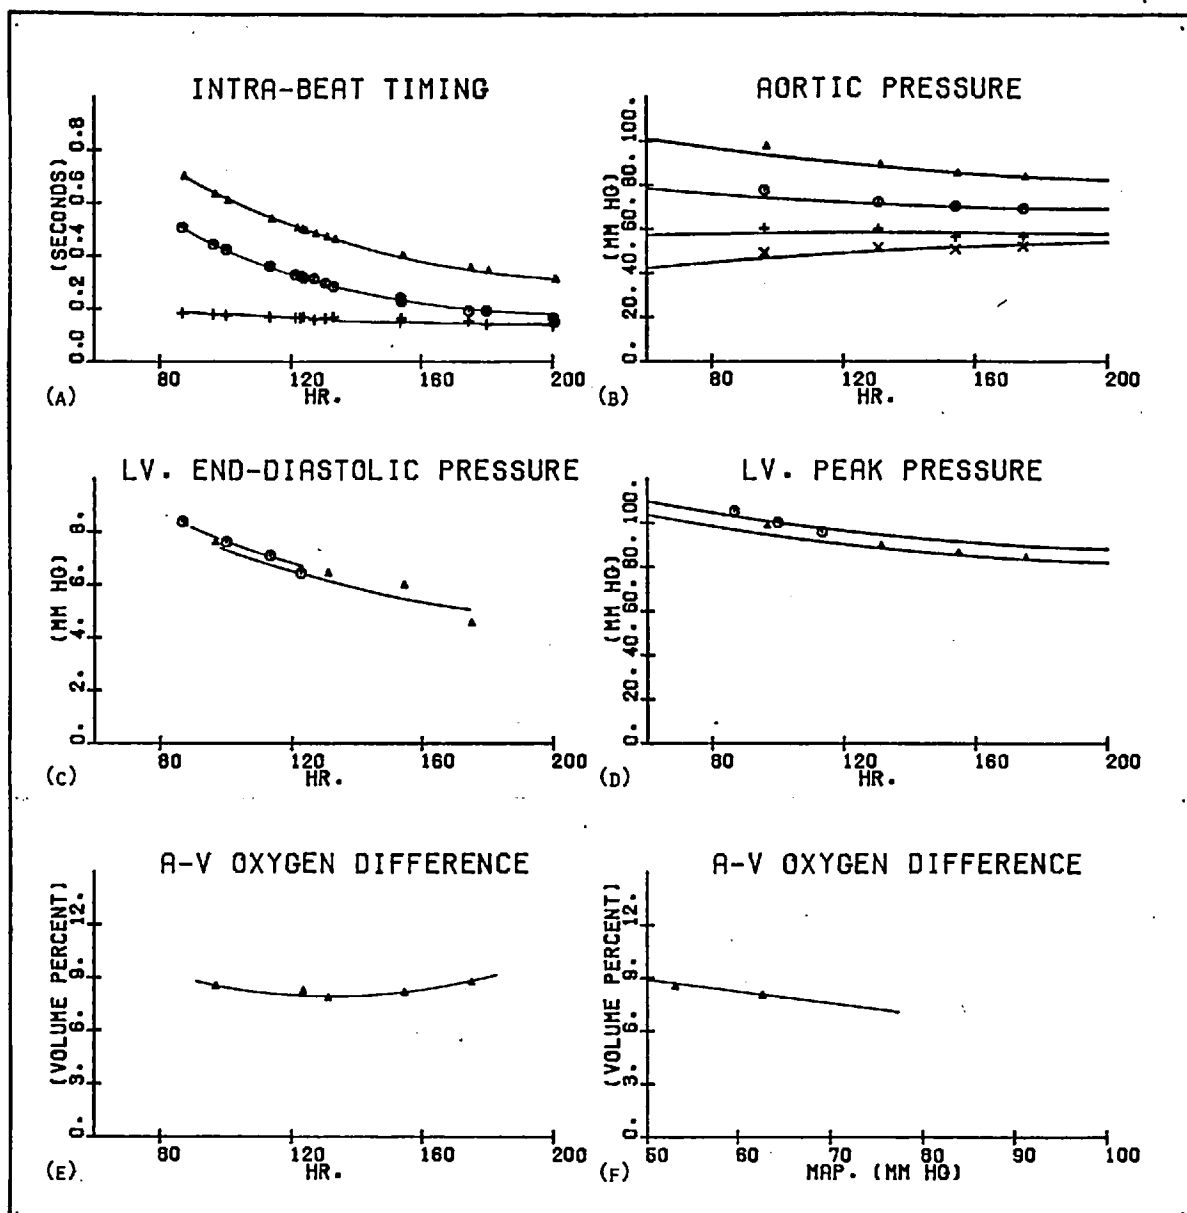 INTRA-BEAT TIMING
(SECONDS)
0.0 0.2 0.4 0.6 0.8
80 120 160 200
HR.
(A)
AORTIC PRESSURE
(MM HG)
0. 20. 40. 60. 80. 100.
80 120 160 200
HR.
(B)
LV. END-DIASTOLIC PRESSURE
(MM HG)
0. 2. 4. 6. 8.
80 120 160 200
HR.
(C)
LV. PEAK PRESSURE
(MM HG)
0. 20. 40. 60. 80. 100.
80 120 160 200
HR.
(D)
A-V OXYGEN DIFFERENCE
(VOLUME PERCENT)
0. 3. 6. 9. 12.
80 120 160 200
HR.
(E)
A-V OXYGEN DIFFERENCE
(VOLUME PERCENT)
0. 3. 6. 9. 12.
50 60 70 80 90 100
MAP. (MM HG)
(F)